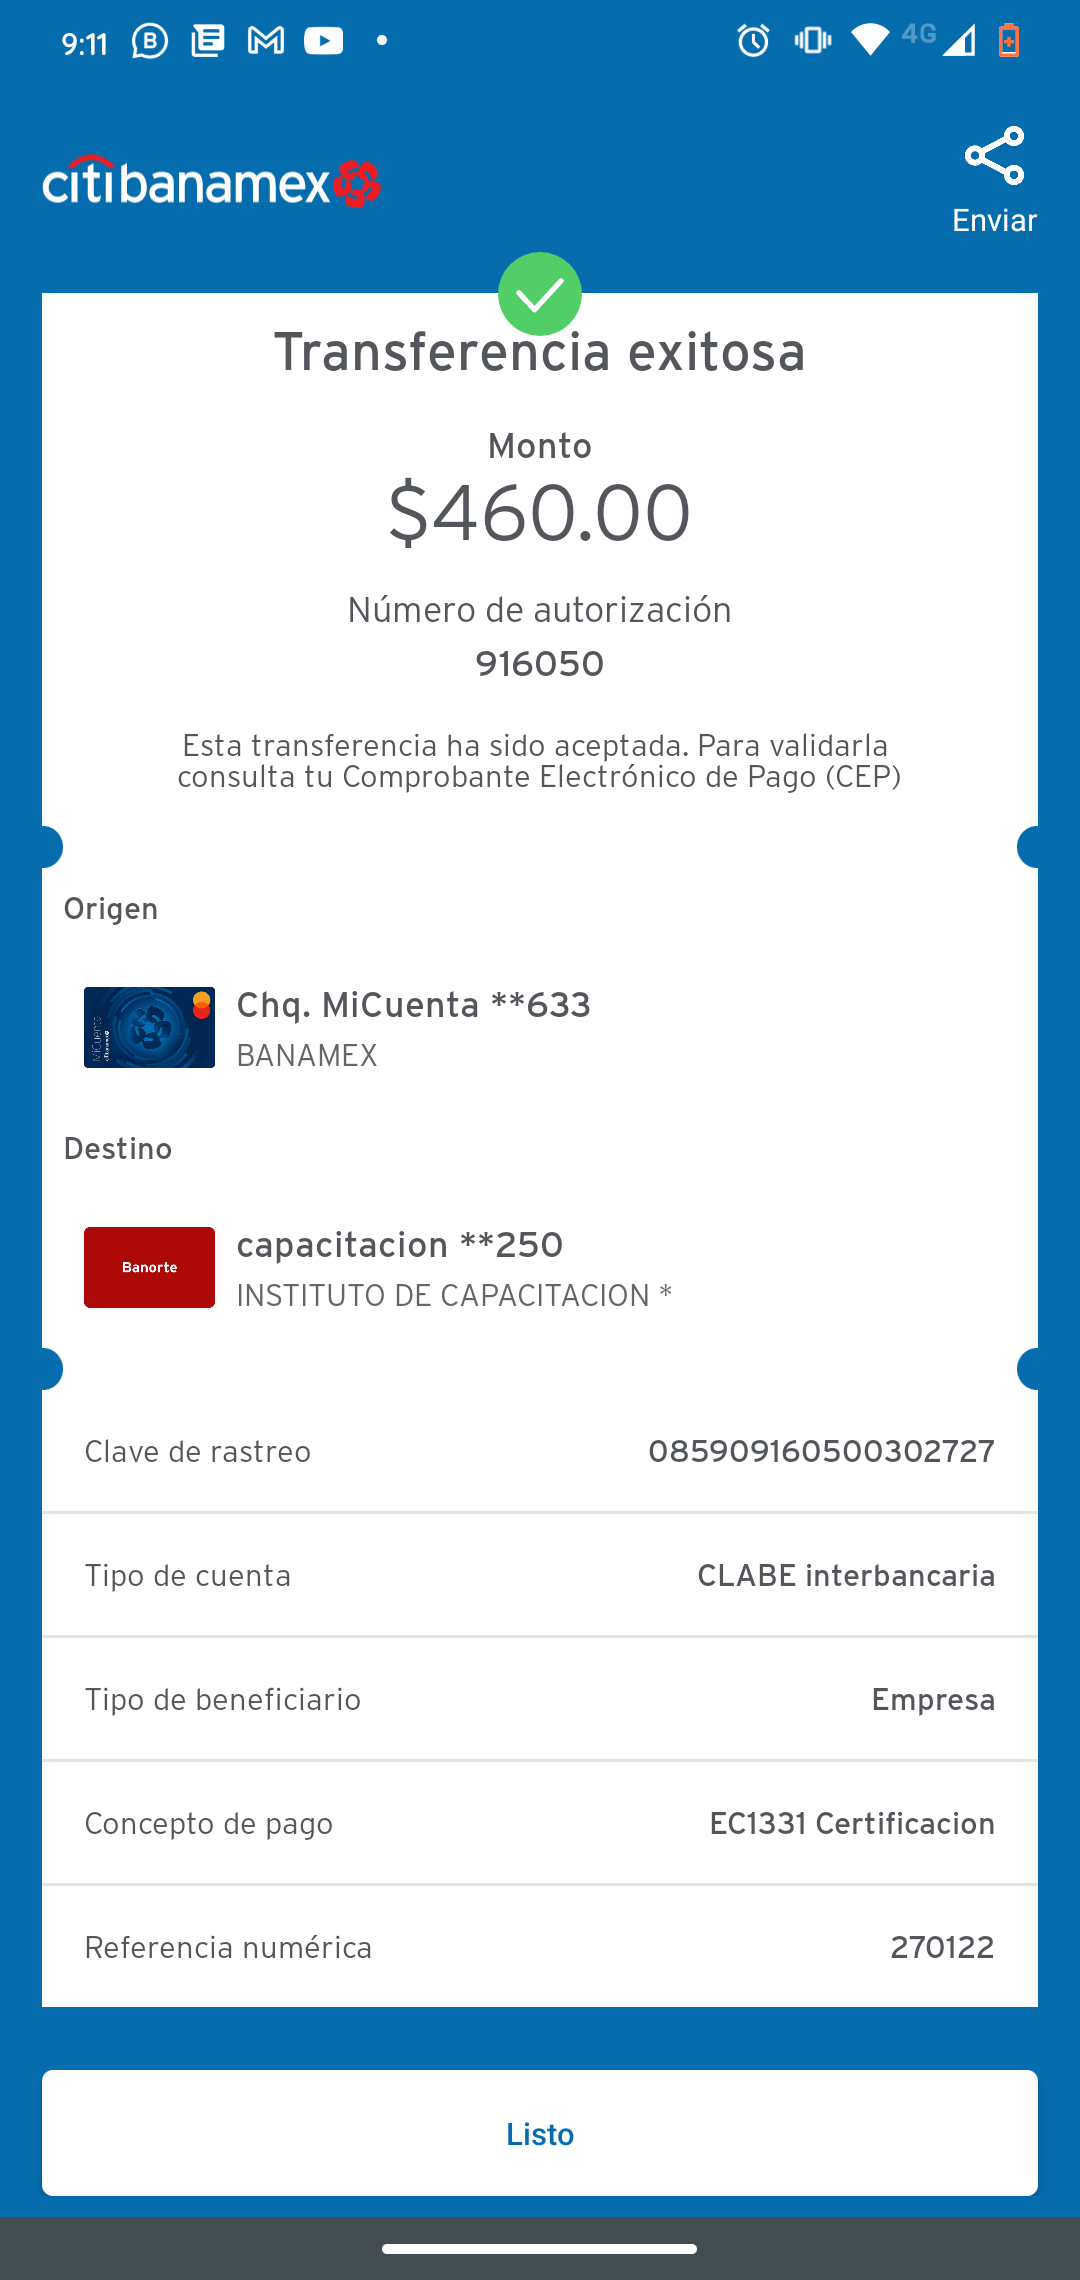 9:11
4G
citibanamex
Enviar
Transferencia exitosa
Monto
$460.00
Número de autorización
916050
Esta transferencia ha sido aceptada. Para validarla
consulta tu Comprobante Electrónico de Pago (CEP)
Origen
MiCuenta
Chq. MiCuenta **633
BANAMEX
Destino
Banorte
capacitacion **250
INSTITUTO DE CAPACITACION *
Clave de rastreo 085909160500302727
Tipo de cuenta CLABE interbancaria
Tipo de beneficiario Empresa
Concepto de pago EC1331 Certificacion
Referencia numérica 270122
Listo